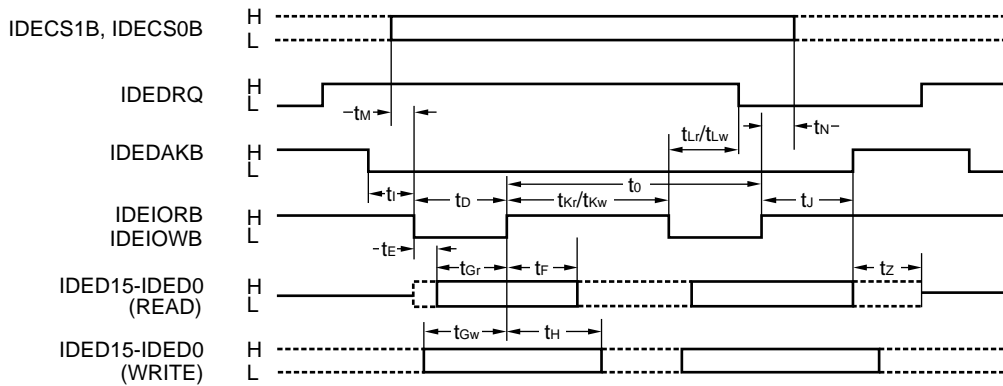 IDECS1B, IDECS0B H
L
IDEDRQ H
L
tM tLr/tLw tN
IDEDAKB H
L
tI tD t0 tKr/tKw tJ
IDEIORB H
IDEIOWB L
tE tGr tF tZ
IDED15-IDED0 H
(READ) L
tGw tH
IDED15-IDED0 H
(WRITE) L